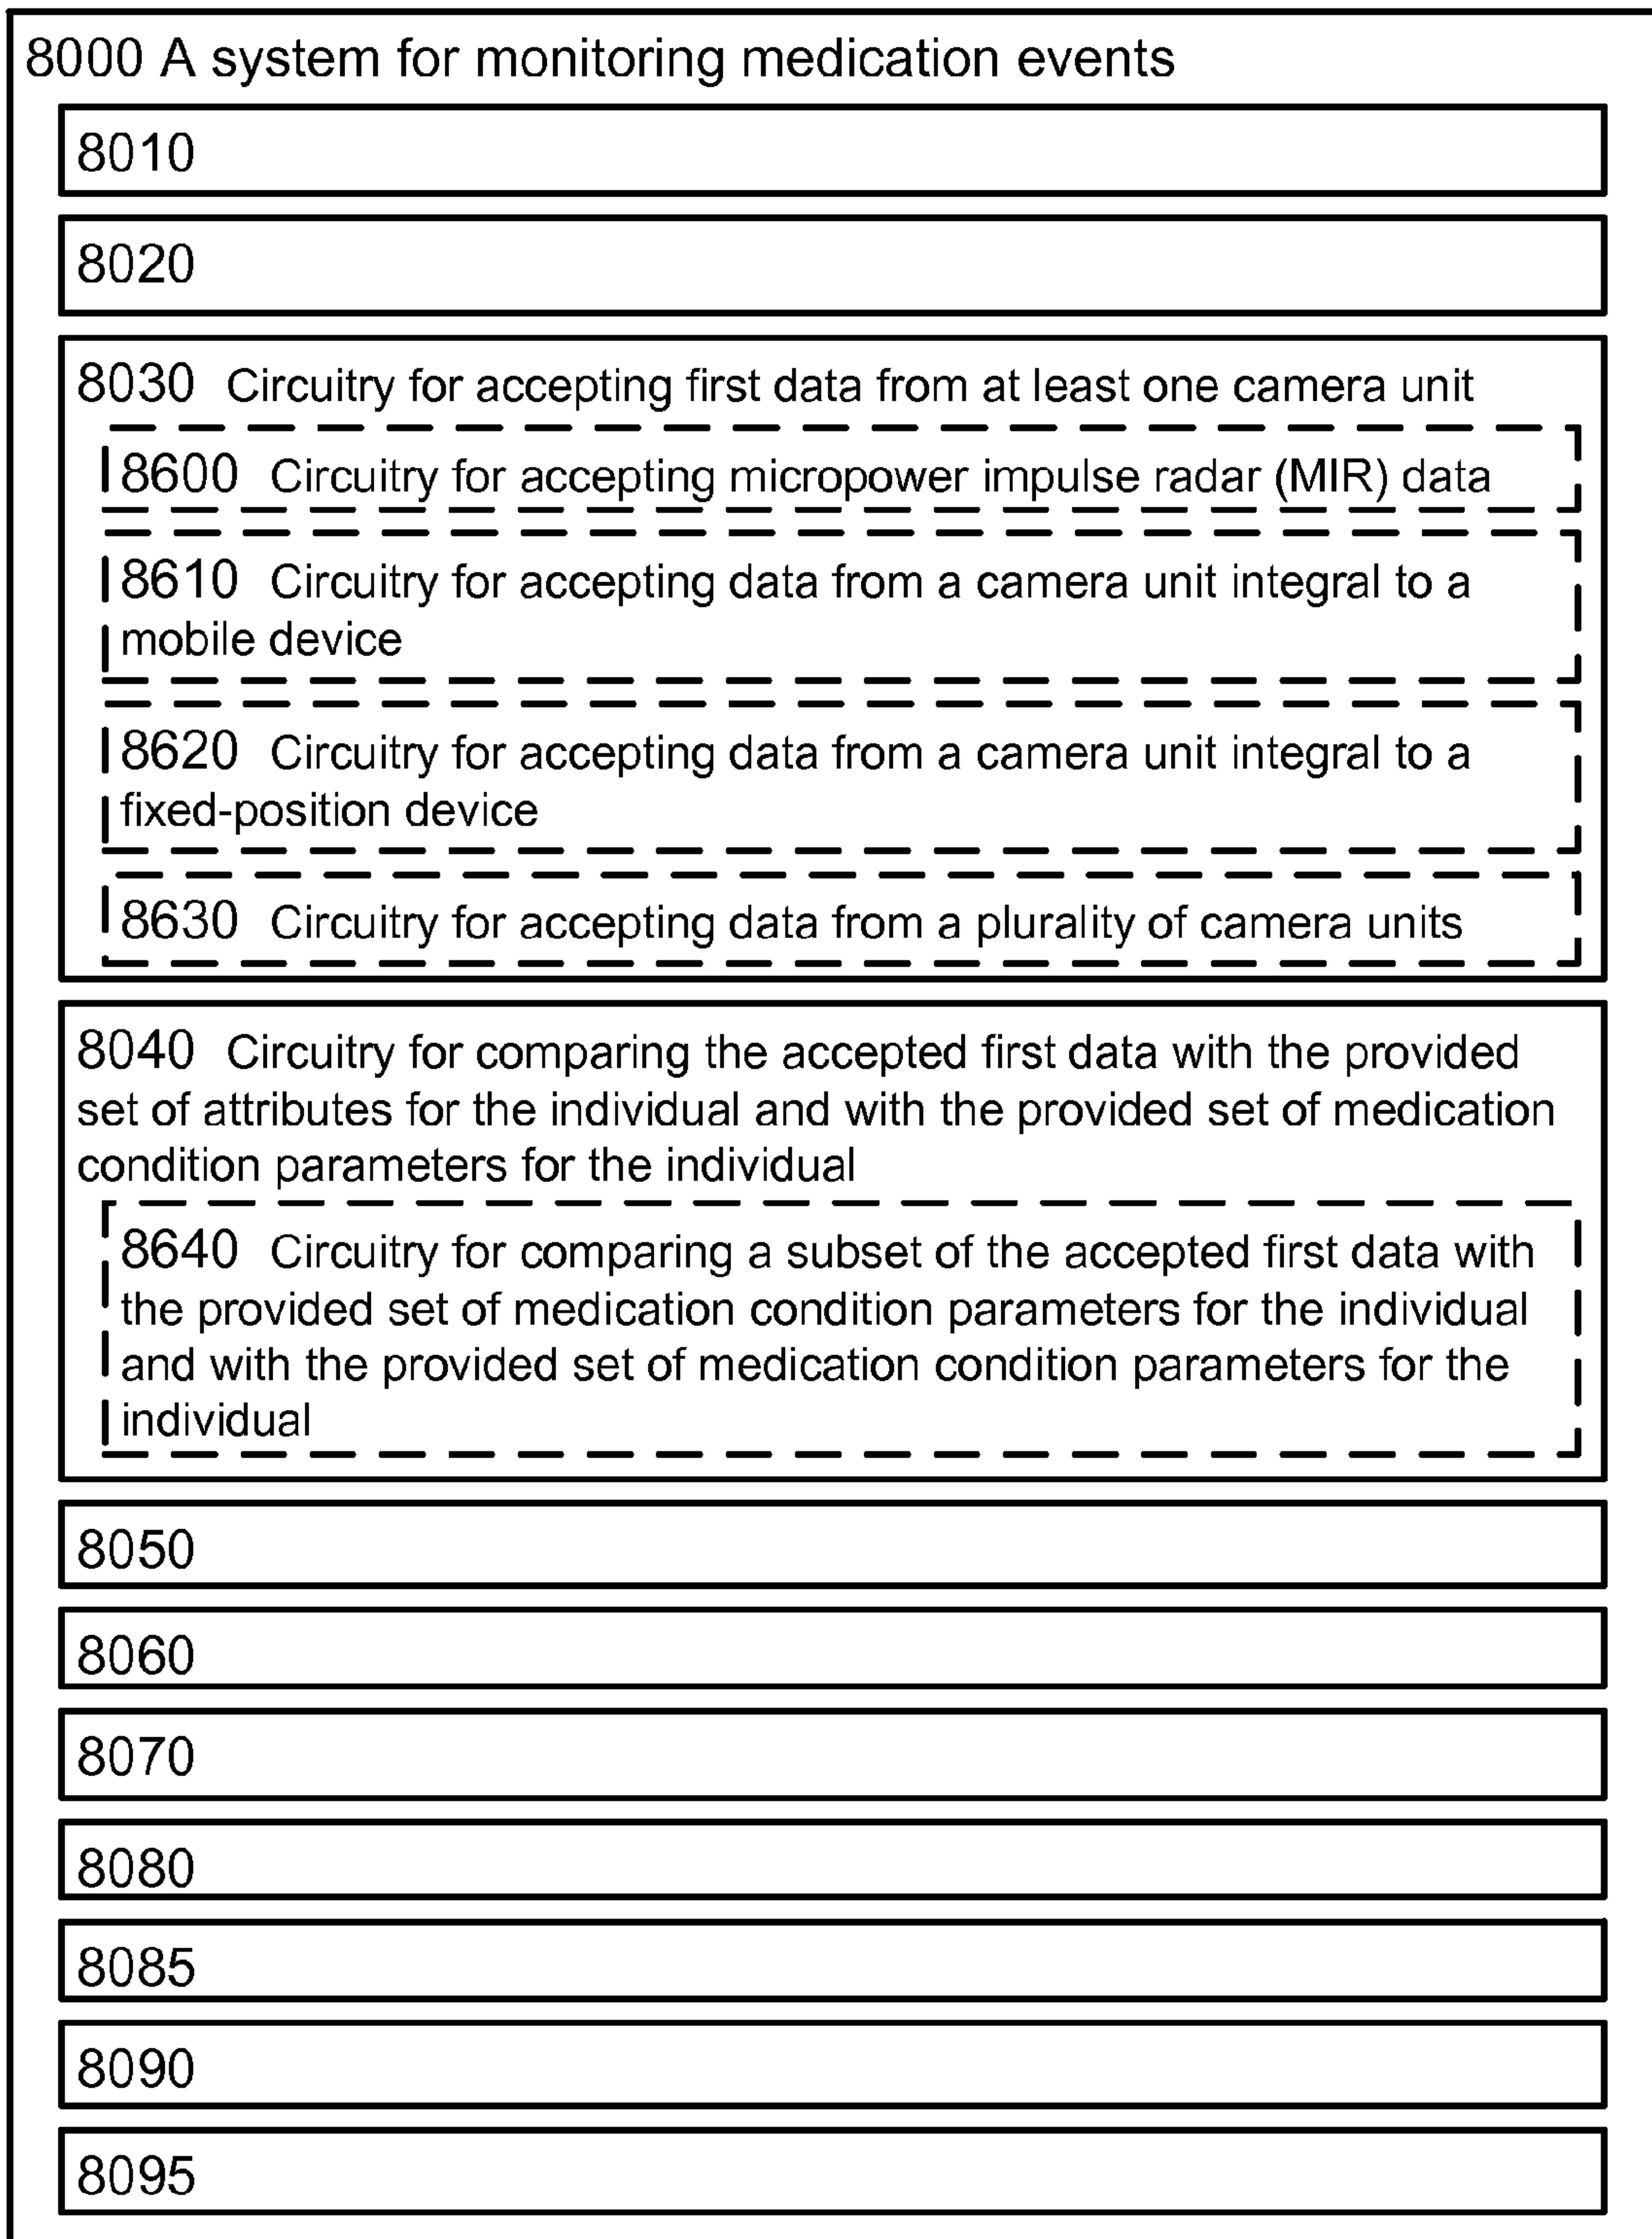 8000 A system for monitoring medication events
8010
8020
8030 Circuitry for accepting first data from at least one camera unit
8600 Circuitry for accepting micropower impulse radar (MIR) data
8610 Circuitry for accepting data from a camera unit integral to a
mobile device
8620 Circuitry for accepting data from a camera unit integral to a
fixed-position device
8630 Circuitry for accepting data from a plurality of camera units
8040 Circuitry for comparing the accepted first data with the provided
set of attributes for the individual and with the provided set of medication
condition parameters for the individual
8640 Circuitry for comparing a subset of the accepted first data with
the provided set of medication condition parameters for the individual
and with the provided set of medication condition parameters for the
individual
8050
8060
8070
8080
8085
8090
8095